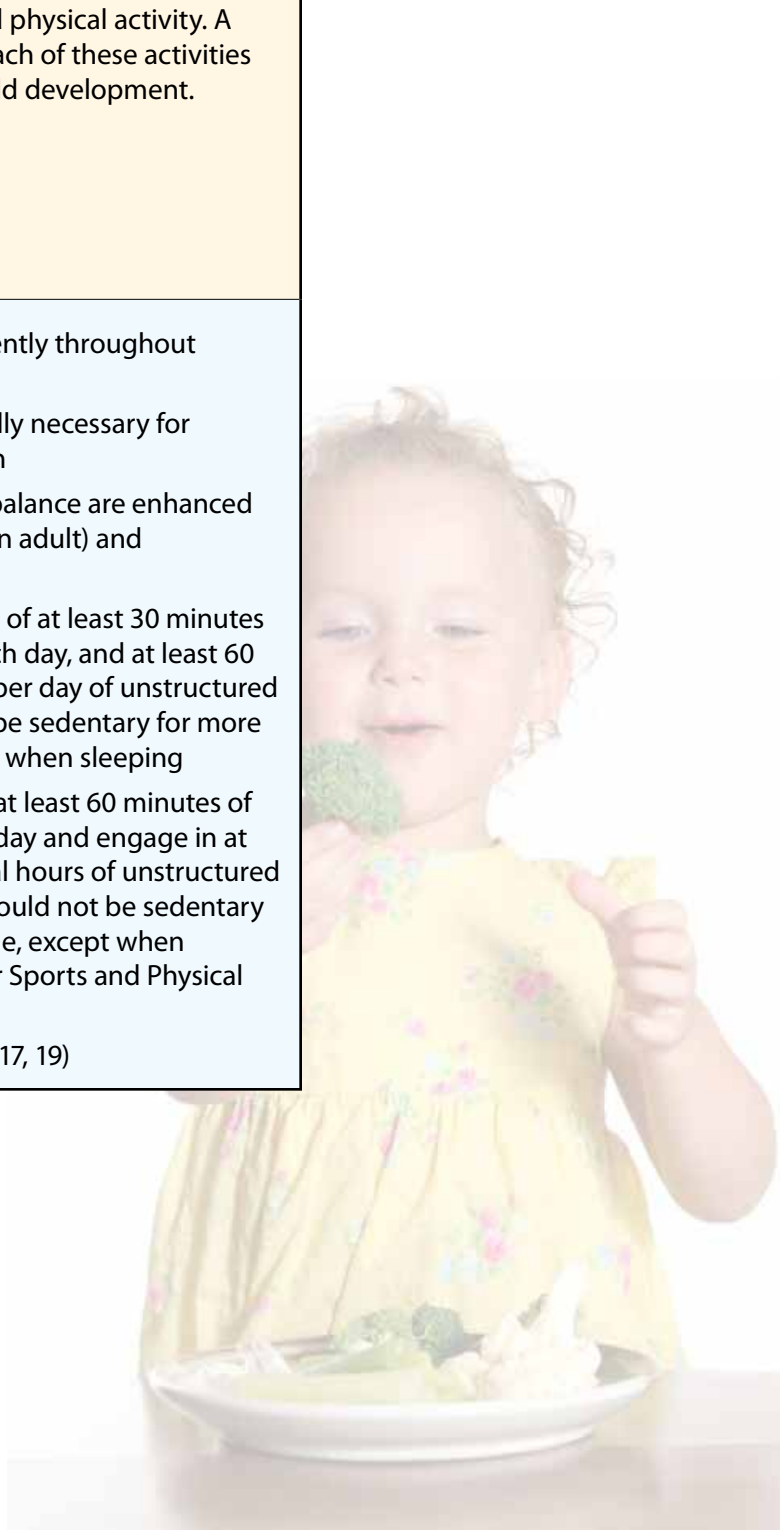 l physical activity. A
ach of these activities
ld development.
ently throughout
lly necessary for
n
balance are enhanced
n adult) and
of at least 30 minutes
th day, and at least 60
per day of unstructured
be sedentary for more
when sleeping
at least 60 minutes of
day and engage in at
al hours of unstructured
ould not be sedentary
e, except when
r Sports and Physical
17, 19)